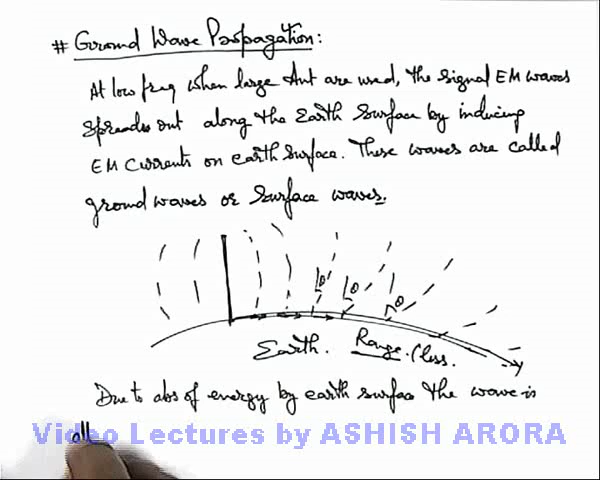 # Ground Wave Propagation:
At low freq when large Ant are used, the signal EM waves
Spreads out along the Earth Surface by inducing
EM Currents on earth surface. These waves are called
ground waves or Surface waves.
θ θ θ
Earth. Range. (less.
Due to abs of energy by earth surface the wave is
Video Lectures by ASHISH ARORA